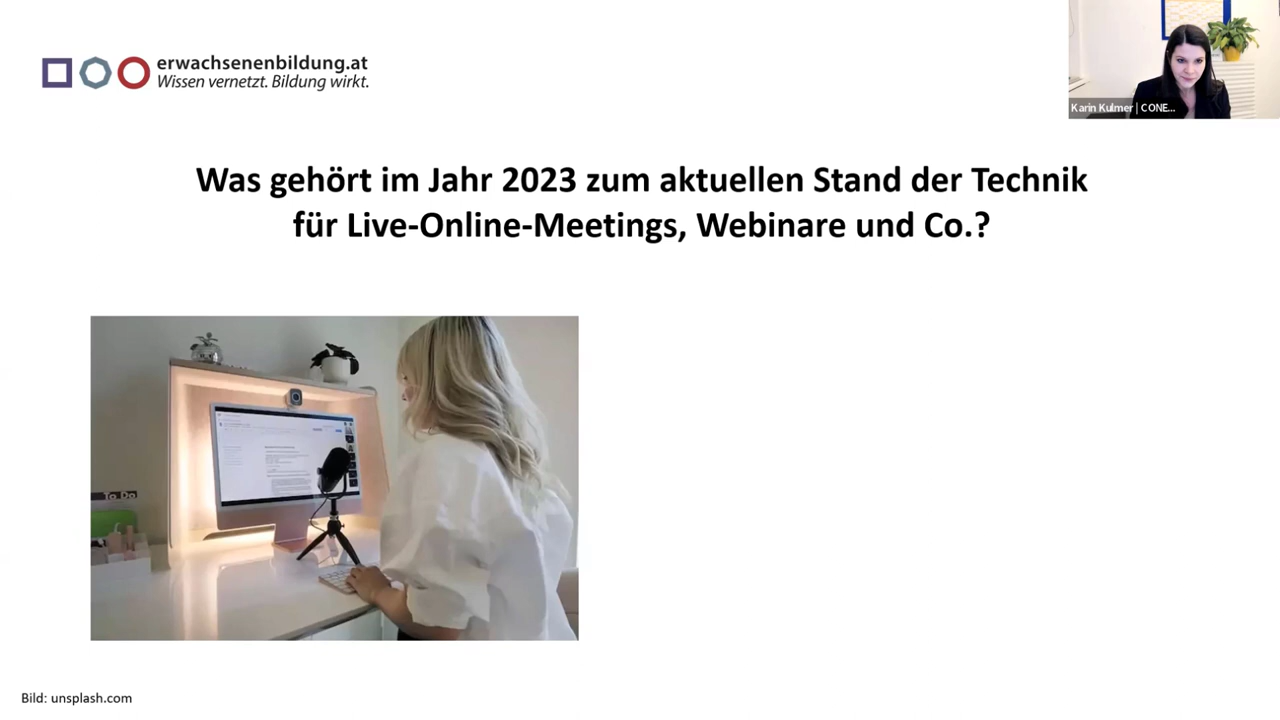 erwachsenenbildung.at
Wissen vernetzt. Bildung wirkt.
Karin Kulmer | CONE...
Was gehört im Jahr 2023 zum aktuellen Stand der Technik
für Live-Online-Meetings, Webinare und Co.?
To Do
Bild: unsplash.com